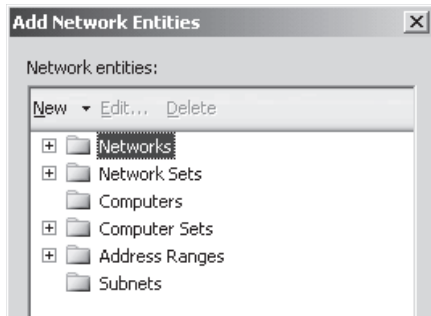 Add Network Entities
Network entities:
New Edit... Delete
Networks
Network Sets
Computers
Computer Sets
Address Ranges
Subnets